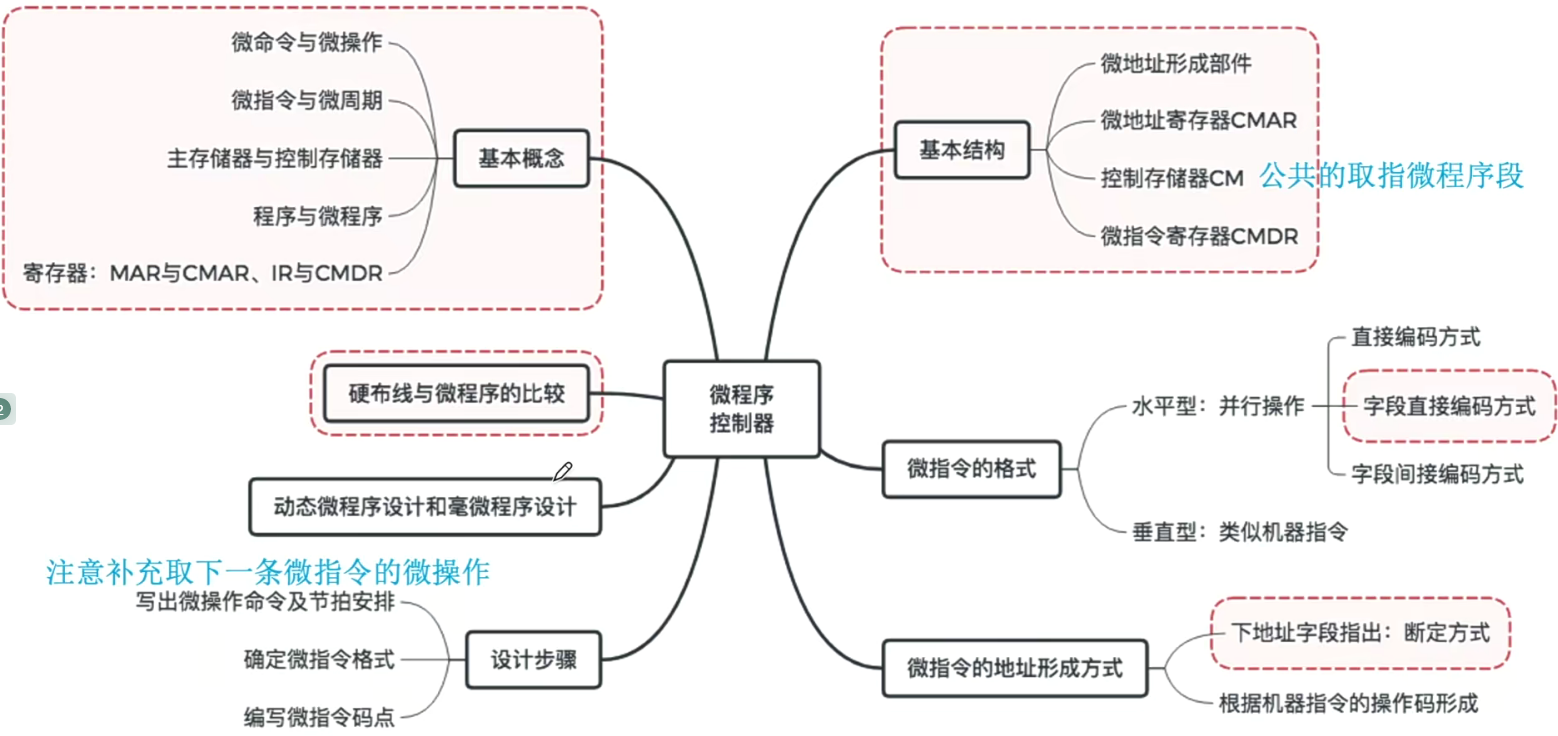 微命令与微操作
微指令与微周期
主存储器与控制存储器
程序与微程序
寄存器：MAR与CMAR、IR与CMDR
基本概念
硬布线与微程序的比较
动态微程序设计和毫微程序设计
注意补充取下一条微指令的微操作
写出微操作命令及节拍安排
确定微指令格式
编写微指令码点
设计步骤
微程序
控制器
基本结构
微地址形成部件
微地址寄存器CMAR
控制存储器CM
公共的取指微程序段
微指令寄存器CMDR
微指令的格式
水平型：并行操作
直接编码方式
字段直接编码方式
字段间接编码方式
垂直型：类似机器指令
微指令的地址形成方式
下地址字段指出：断定方式
根据机器指令的操作码形成
2